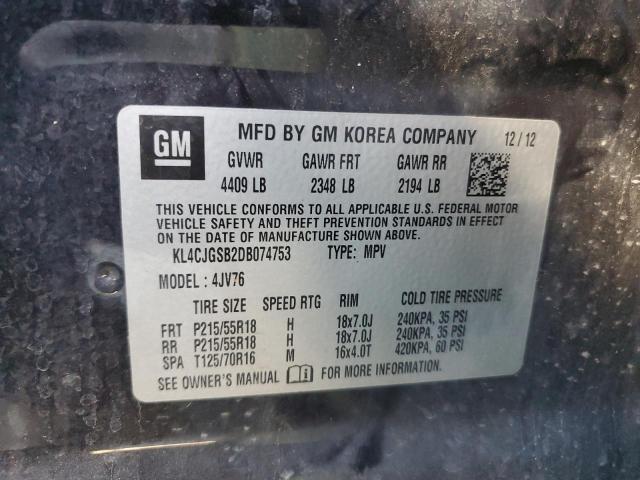 GM MFD BY GM KOREA COMPANY 12/12
GVWR GAWR FRT GAWR RR
4409 LB 2348 LB 2194 LB
THIS VEHICLE CONFORMS TO ALL APPLICABLE U.S. FEDERAL MOTOR
VEHICLE SAFETY AND THEFT PREVENTION STANDARDS IN EFFECT
ON THE DATE OF MANUFACTURE SHOWN ABOVE.
KL4CJGSB2DB074753 TYPE: MPV
MODEL : 4JV76
TIRE SIZE SPEED RTG RIM COLD TIRE PRESSURE
FRT P215/55R18 H 18x7.0J 240KPA, 35 PSI
RR P215/55R18 H 18x7.0J 240KPA, 35 PSI
SPA T125/70R16 M 16x4.0T 420KPA, 60 PSI
SEE OWNER'S MANUAL FOR MORE INFORMATION.